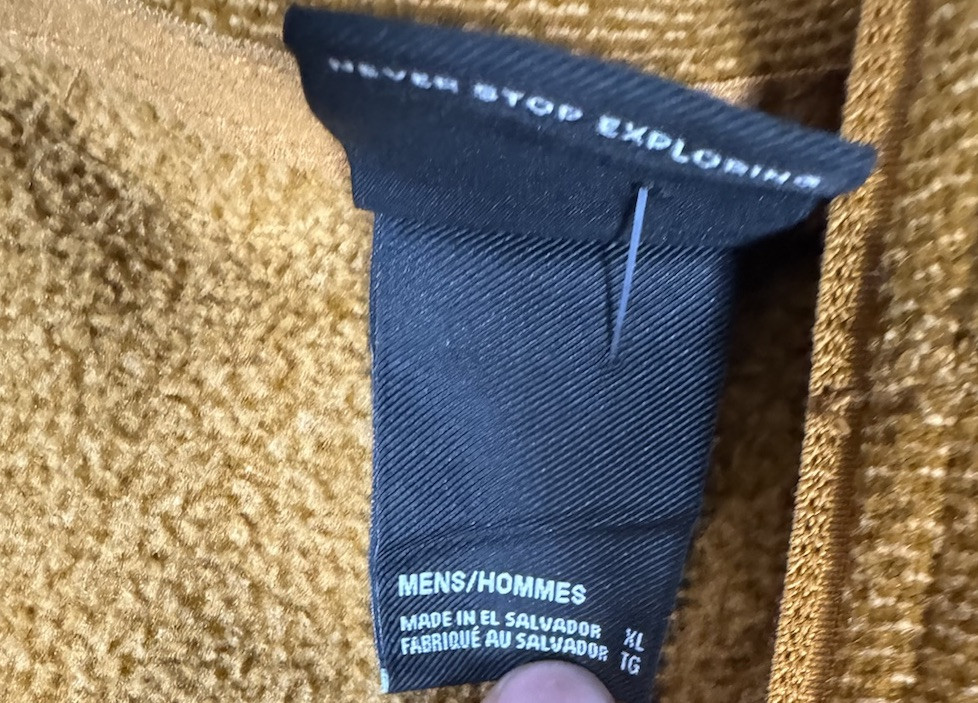 NEVER STOP EXPLORING
MENS/HOMMES
MADE IN EL SALVADOR XL
FABRIQUÉ AU SALVADOR TG